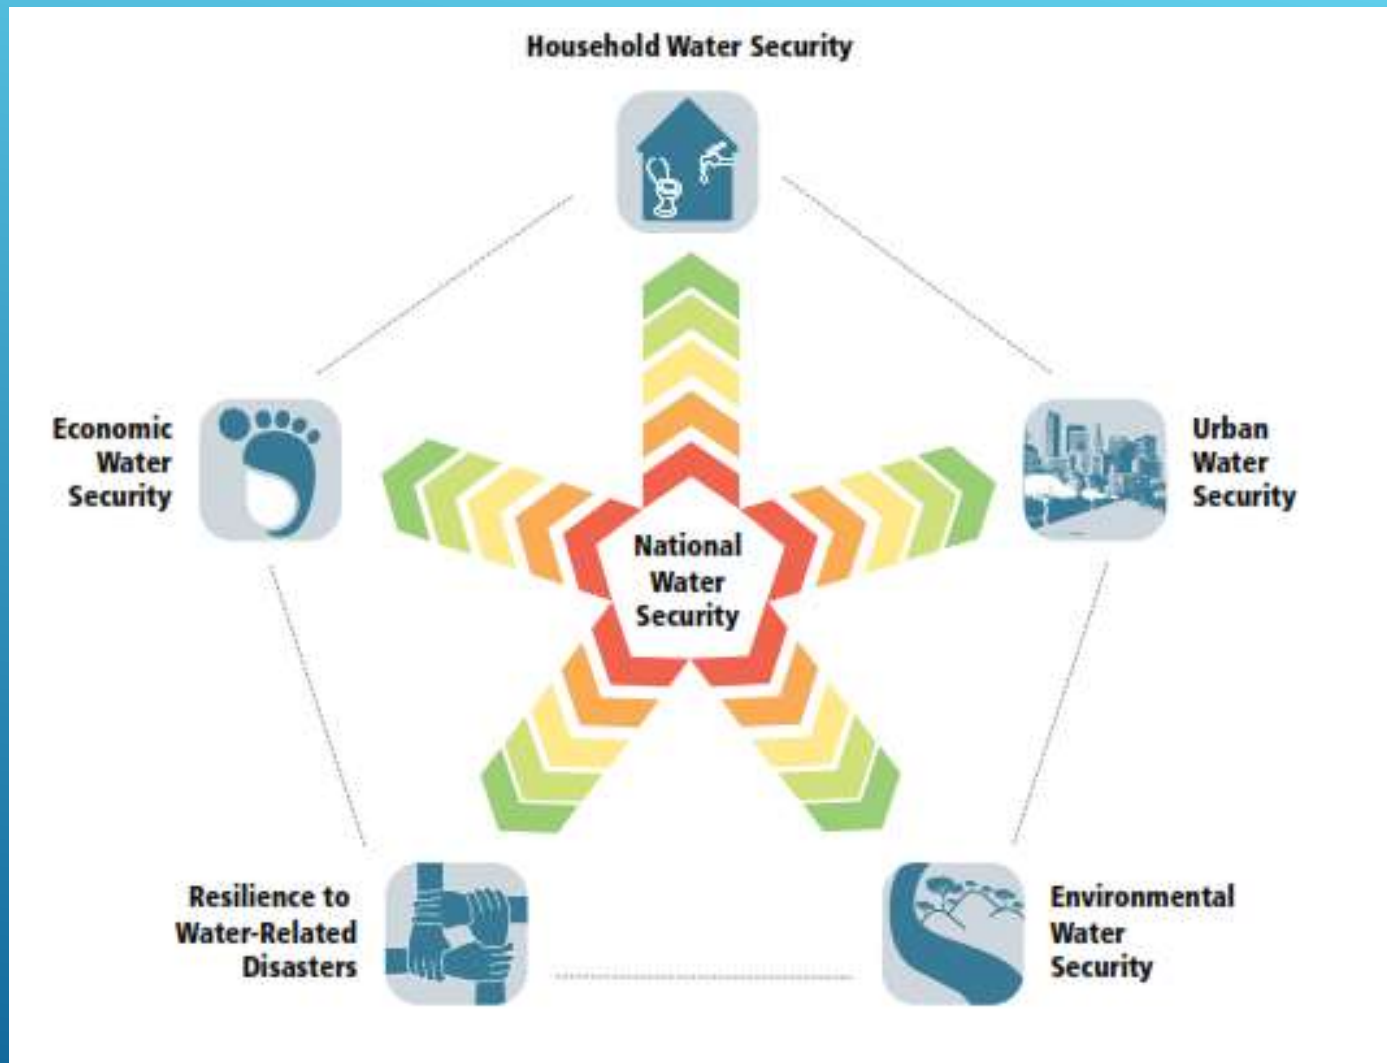 Household Water Security
Economic
Water
Security
Urban
Water
Security
National
Water
Security
Resilience to
Water-Related
Disasters
Environmental
Water
Security